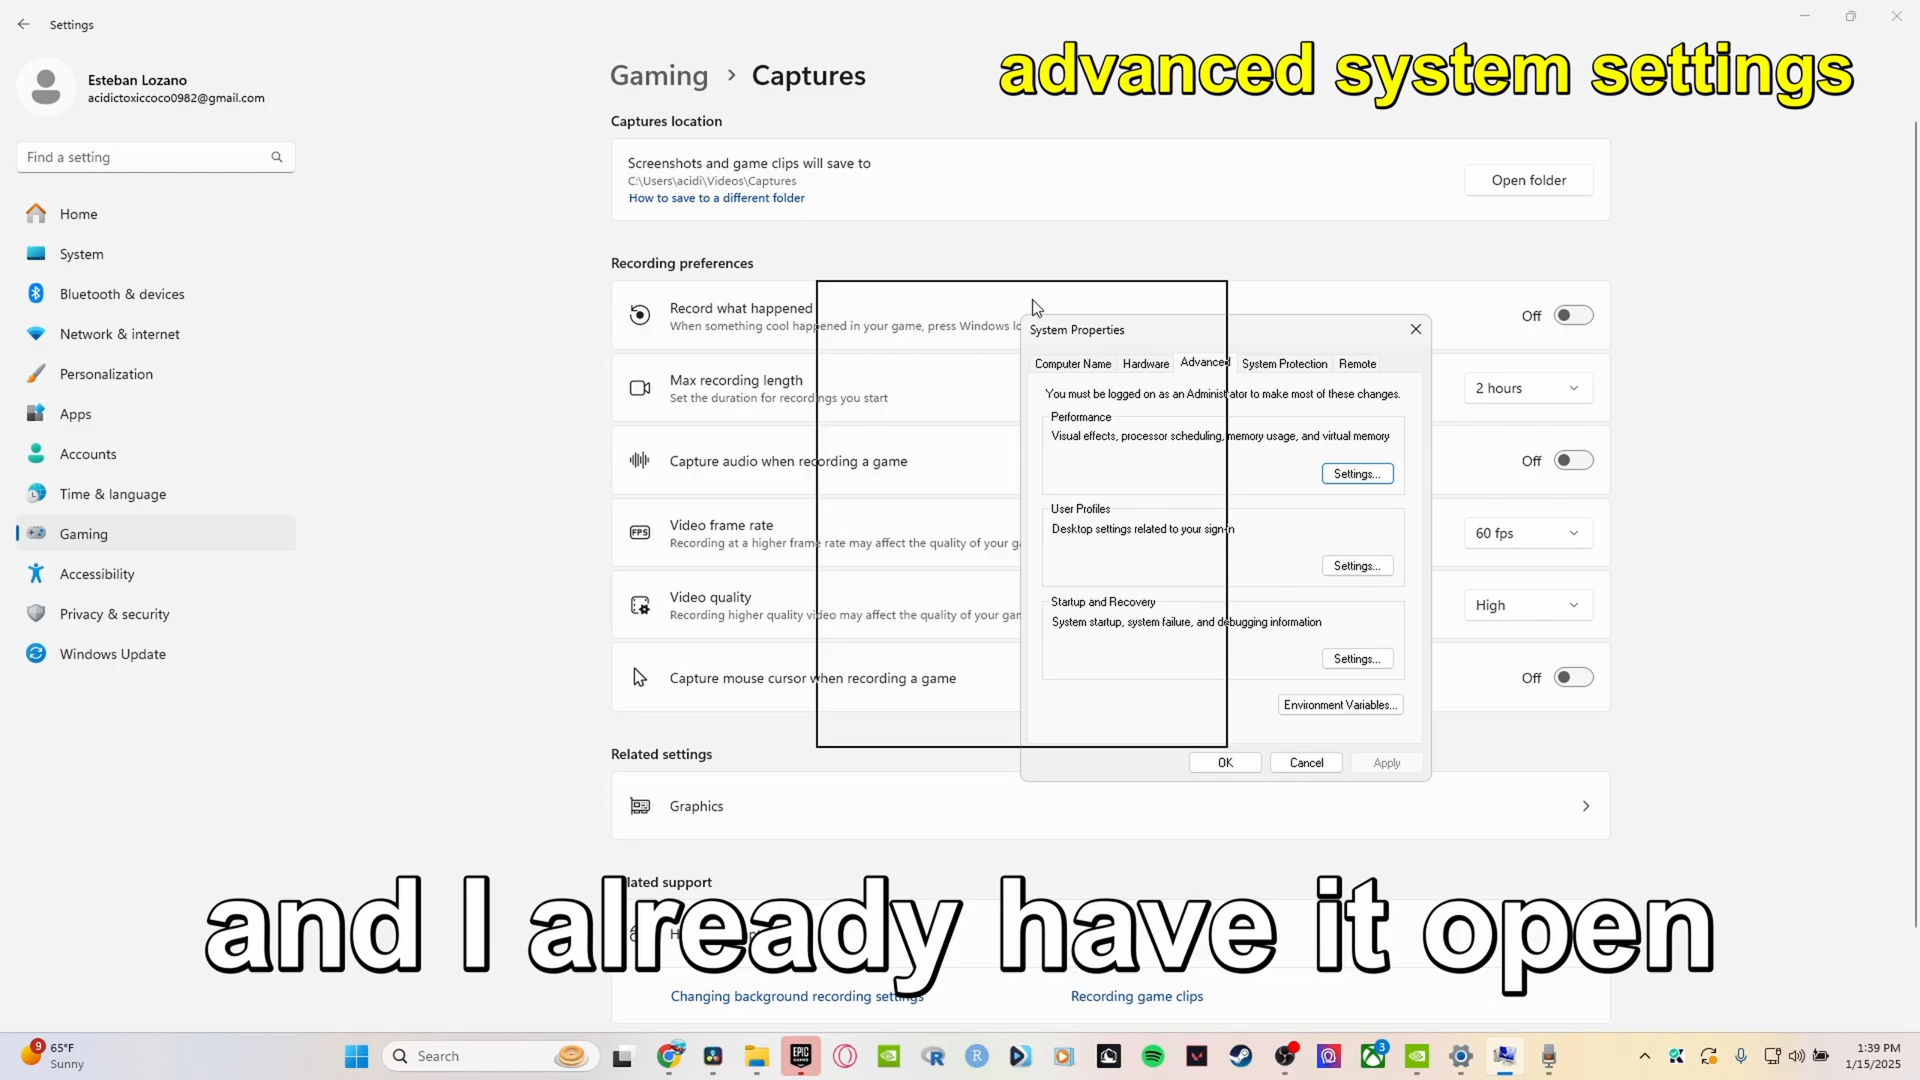 Settings
advanced system settings
Esteban Lozano
acidictoxiccoco0982@gmail.com
Find a setting
Home
System
Bluetooth & devices
Network & internet
Personalization
Apps
Accounts
Time & language
Gaming
Accessibility
Privacy & security
Windows Update
Gaming > Captures
Captures location
Screenshots and game clips will save to
C:\Users\acidi\Videos\Captures
How to save to a different folder
Open folder
Recording preferences
Record what happened
When something cool happened in your game, press Windows
Off
Max recording length
Set the duration for recordings you start
2 hours
Capture audio when recording a game
Off
Video frame rate
Recording at a higher frame rate may affect the quality of your
FPS
60 fps
Video quality
Recording higher quality video may affect the quality of your
High
Capture mouse cursor when recording a game
Off
System Properties
Computer Name
Hardware
Advanced
System Protection
Remote
You must be logged on as an Administrator to make most of these changes.
Performance
Visual effects, processor scheduling, memory usage, and virtual memory
Settings...
User Profiles
Desktop settings related to your sign-in
Settings...
Startup and Recovery
System startup, system failure, and debugging information
Settings...
Environment Variables...
OK
Cancel
Apply
Related settings
Graphics
lated support
and I already have it open
Changing background recording settings
Recording game clips
9
65°F
Sunny
Search
EPIC GAMES
R
R
3
1:39 PM
1/15/2025